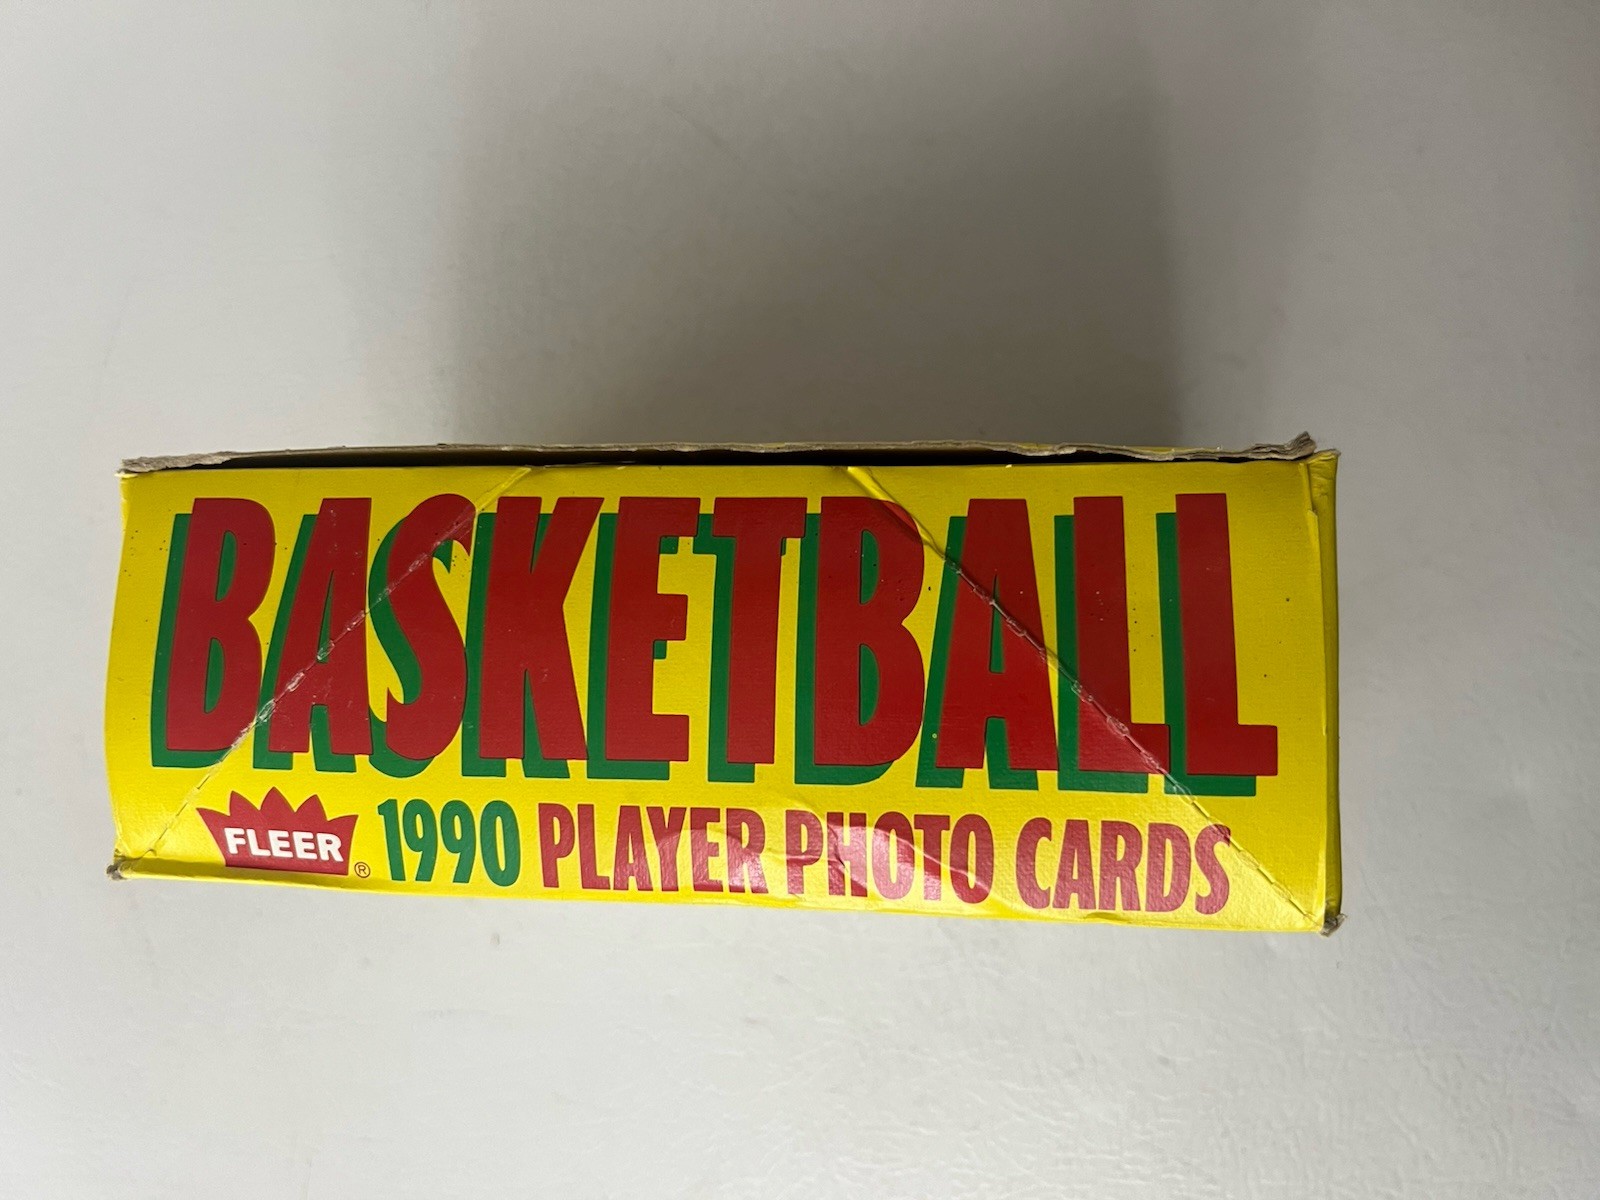 BASKETBALL
FLEER® 1990 PLAYER PHOTO CARDS